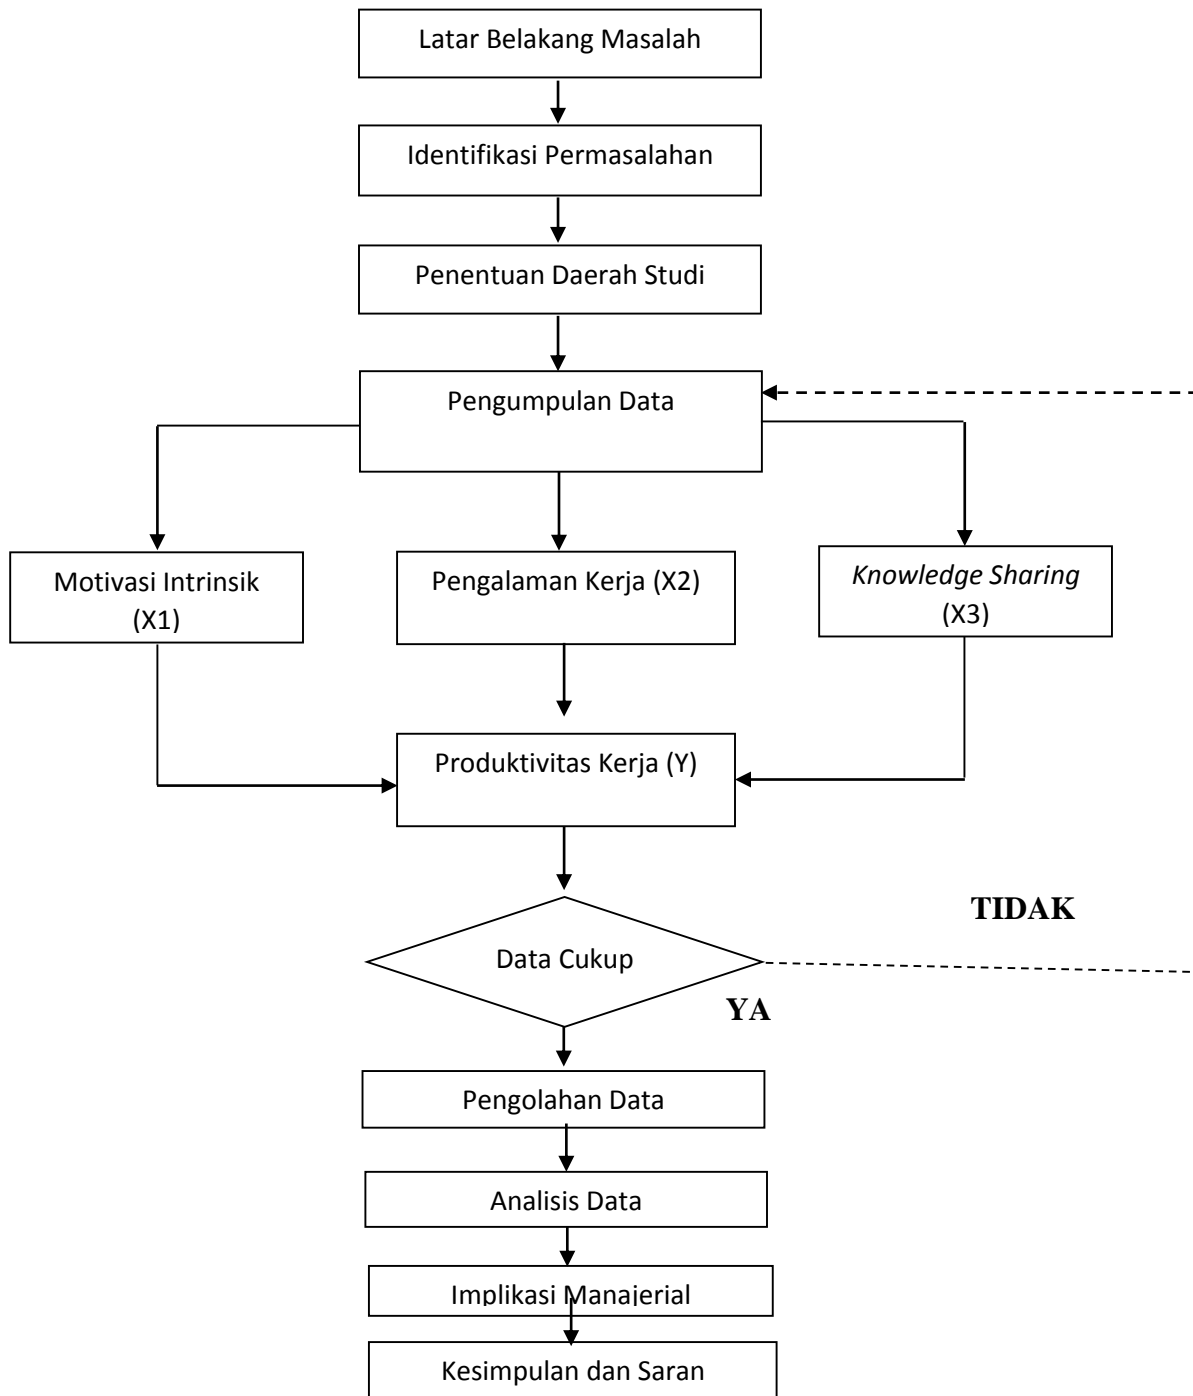 Latar Belakang Masalah
Identifikasi Permasalahan
Penentuan Daerah Studi
Pengumpulan Data
Motivasi Intrinsik
(X1)
Pengalaman Kerja (X2)
Knowledge Sharing
(X3)
Produktivitas Kerja (Y)
TIDAK
Data Cukup
YA
Pengolahan Data
Analisis Data
Implikasi Manajerial
Kesimpulan dan Saran